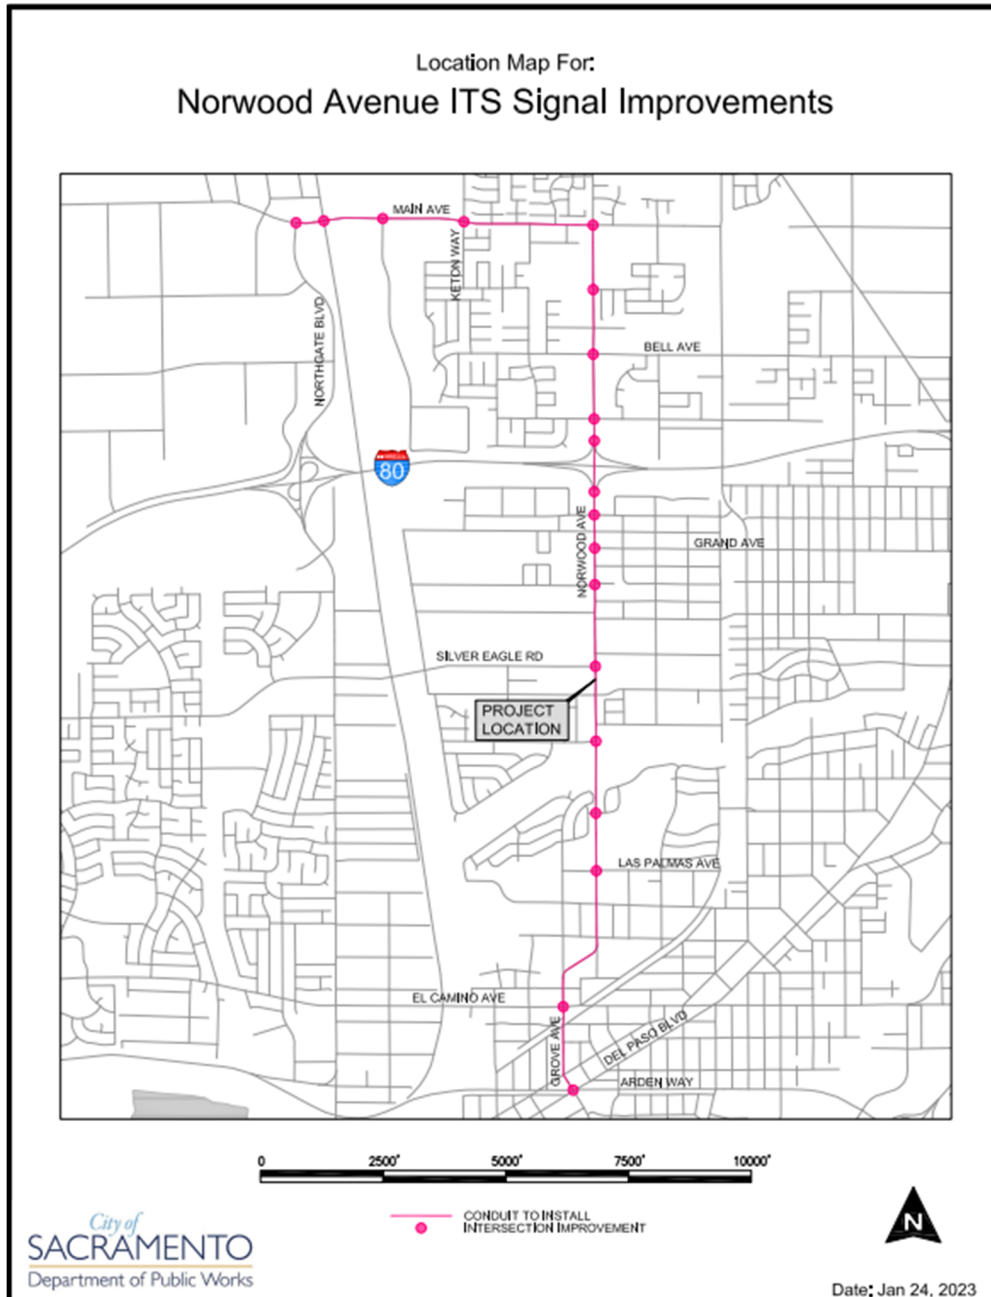 Location Map For:
Norwood Avenue ITS Signal Improvements
MAIN AVE
KETON WAY
NORTHGATE BLVD
BELL AVE
80
NORWOOD AVE
GRAND AVE
SILVER EAGLE RD
PROJECT
LOCATION
LAS PALMAS AVE
EL CAMINO AVE
GROVE AVE
DEL PASO BLVD
ARDEN WAY
0 2500' 5000' 7500' 10000'
CONDUIT TO INSTALL
INTERSECTION IMPROVEMENT
N
City of
SACRAMENTO
Department of Public Works
Date: Jan 24, 2023